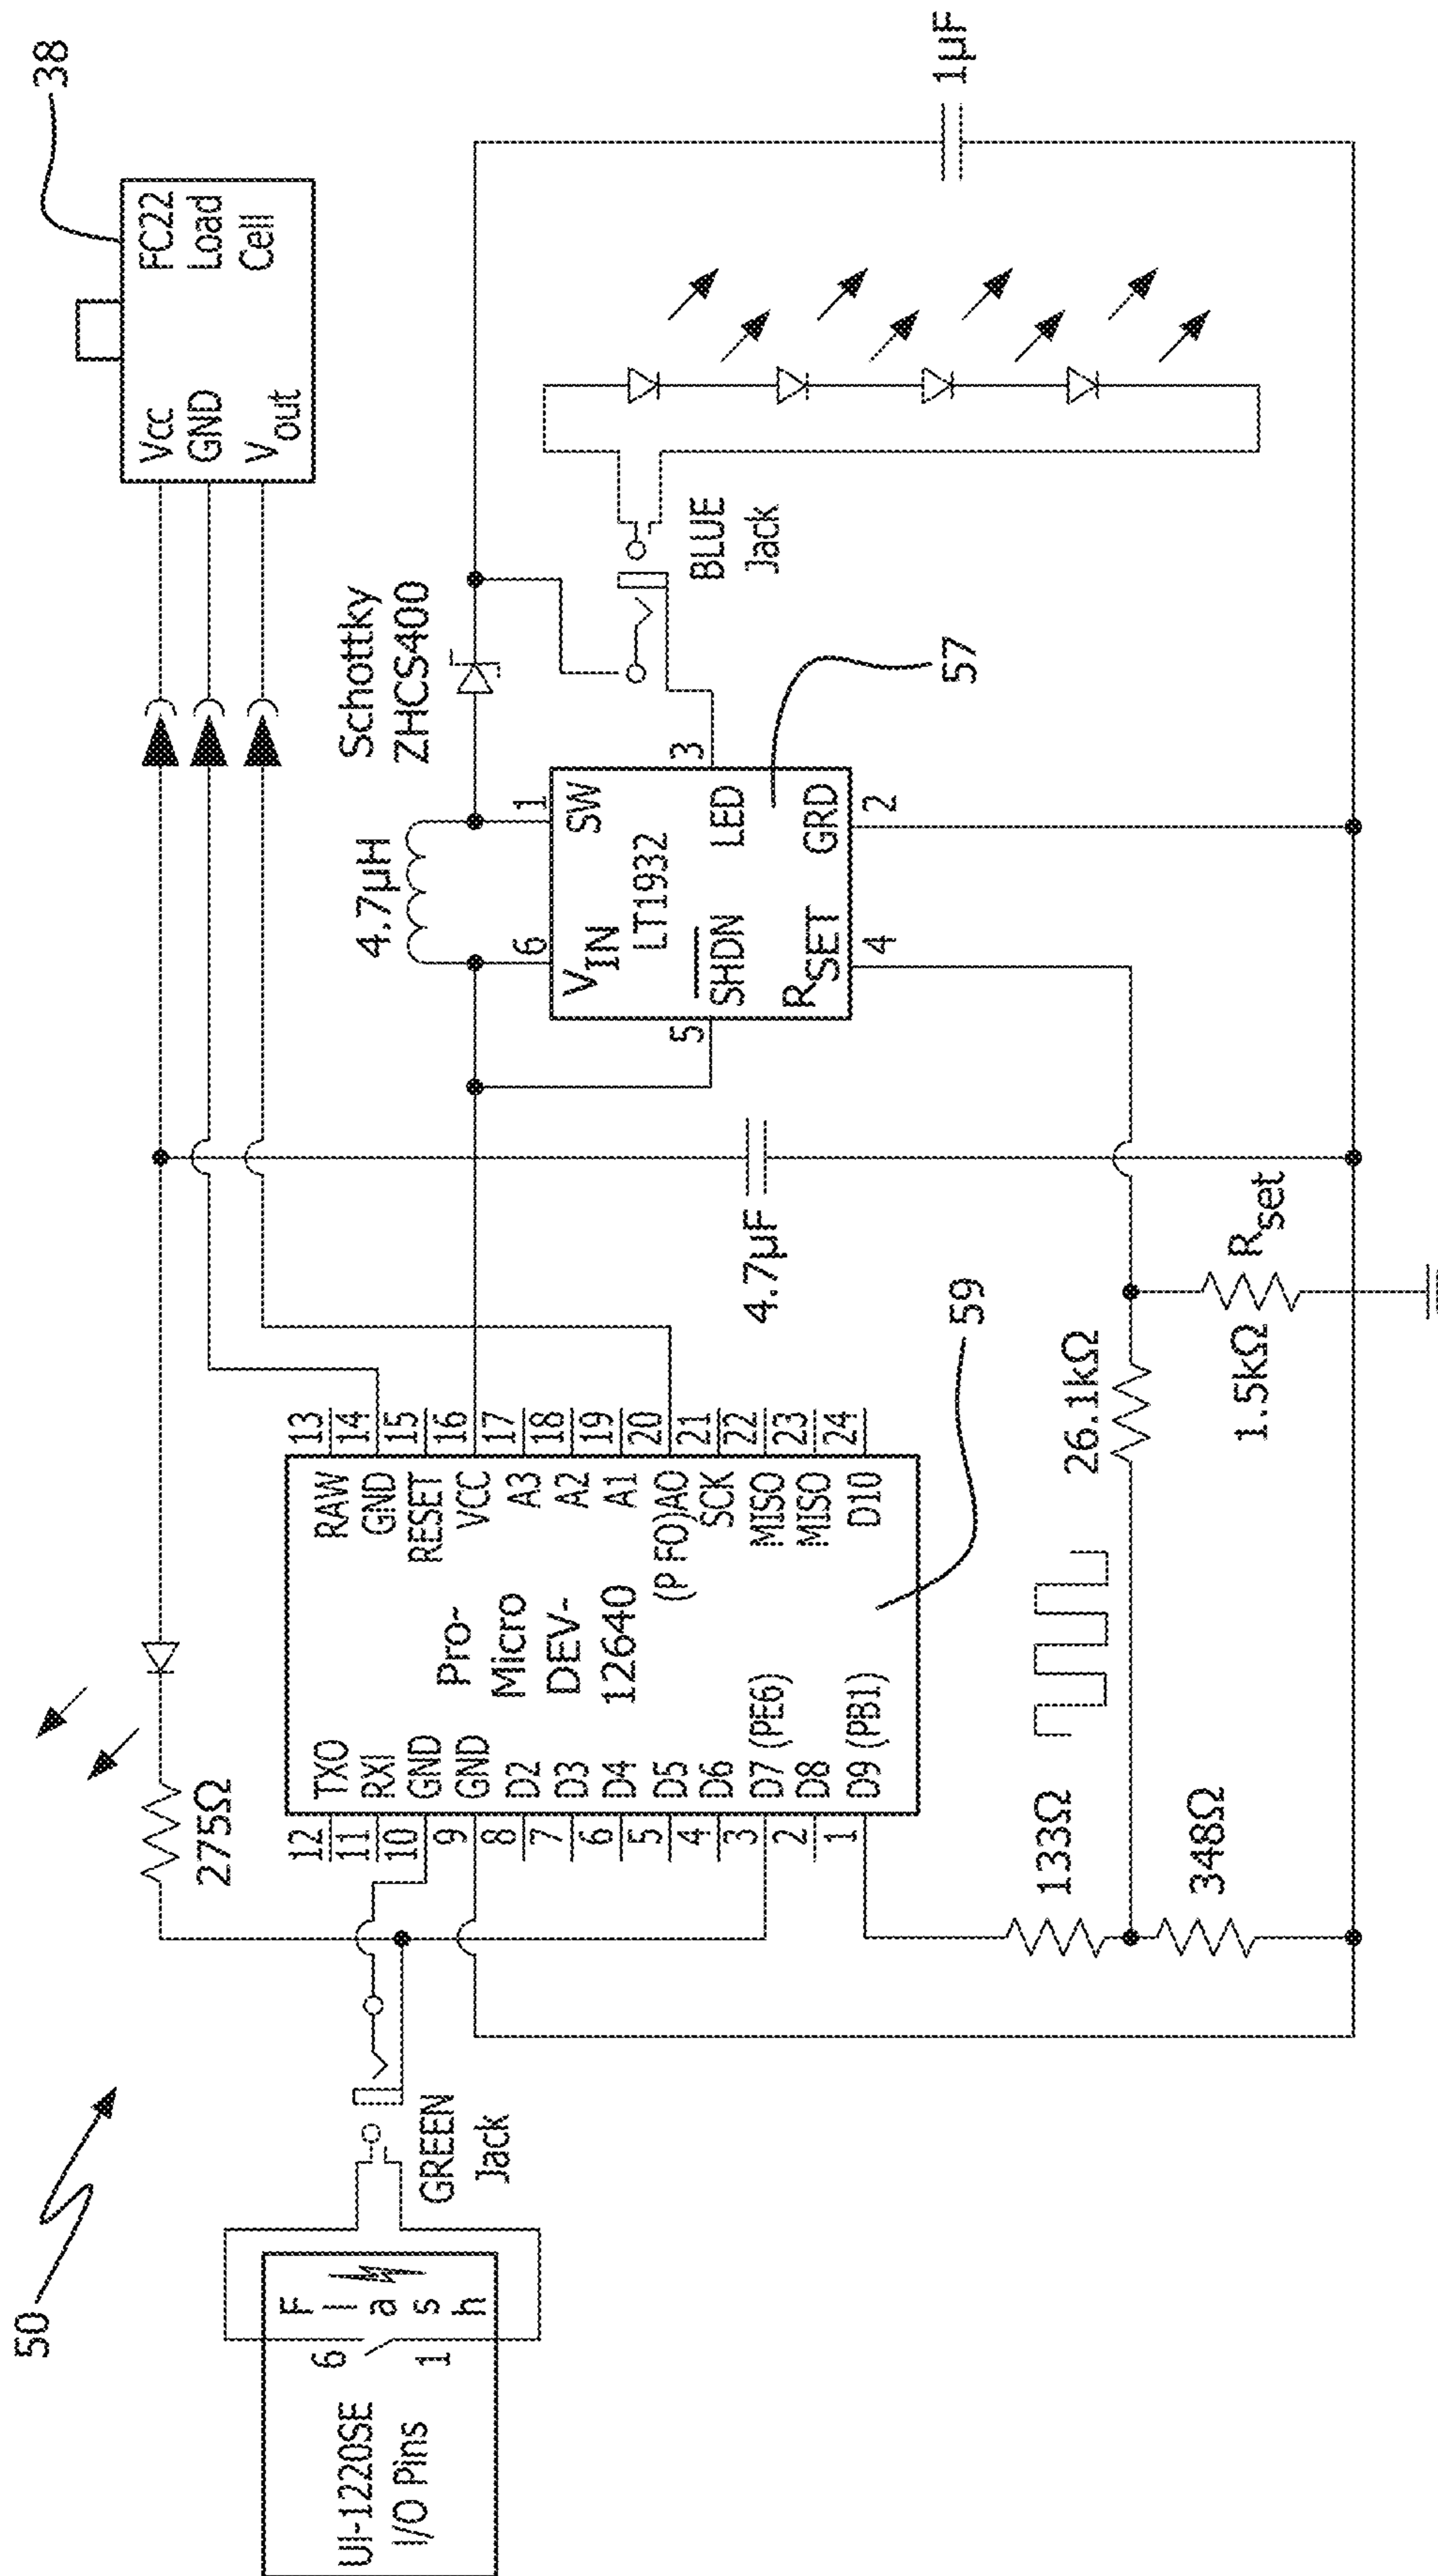 50
38
UI-1220SE
I/O Pins
6
1
F
l
a
s
h
GREEN
Jack
275Ω
12
11
10
9
8
7
6
5
4
3
2
1
TXO
RXI
GND
GND
D2
D3
D4
D5
D6
D7 (PE6)
D8
D9 (PB1)
Pro-
Micro
DEV-
12640
RAW
GND
RESET
VCC
A3
A2
A1
(P FO)AO
SCK
MISO
MISO
D10
13
14
15
16
17
18
19
20
21
22
23
24
59
133Ω
348Ω
26.1kΩ
1.5kΩ
Rset
4.7µF
4.7µH
6
1
5
3
4
2
VIN
SW
LT1932
SHDN
LED
RSET
GRD
57
Schottky
ZHCS400
BLUE
Jack
Vcc
GND
Vout
FC22
Load
Cell
1µF